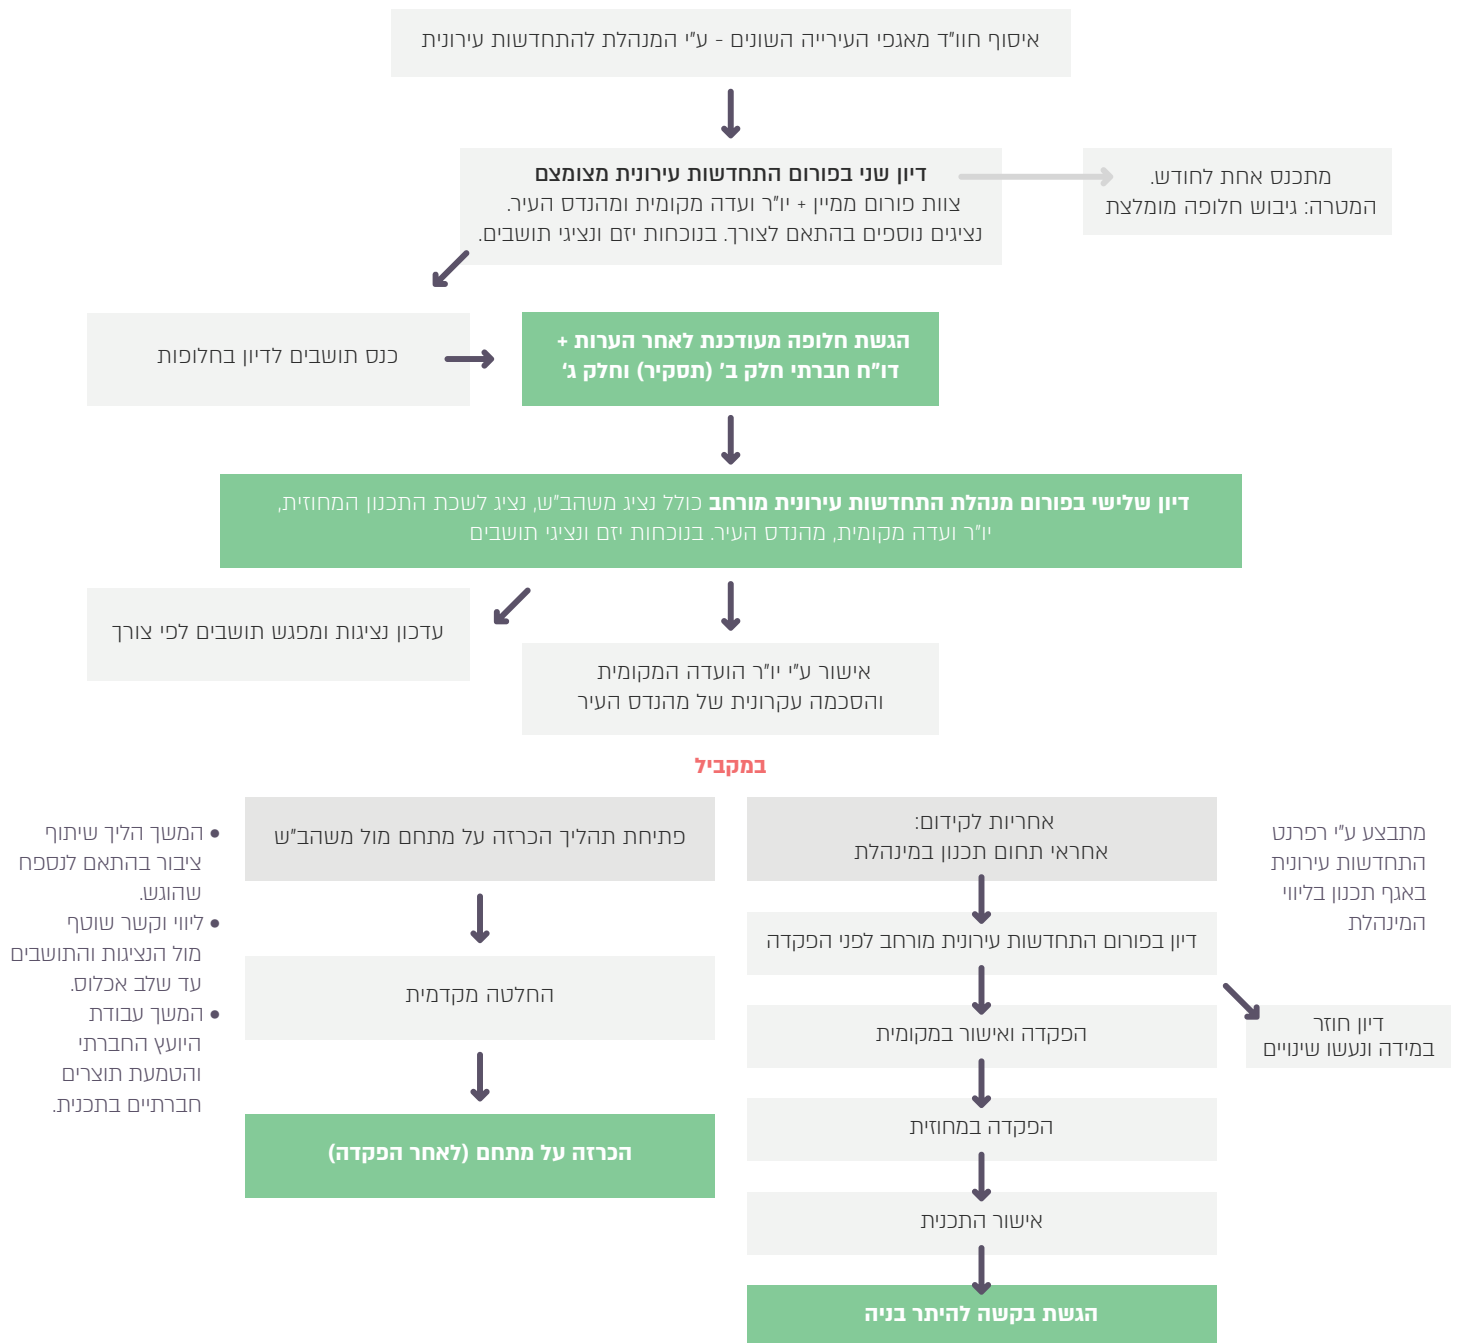 איסוף חוו"ד מאגפי העירייה השונים - ע"י המנהלת להתחדשות עירונית
דיון שני בפורום התחדשות עירונית מצומצם
צוות פורום ממיין + יו"ר ועדה מקומית ומהנדס העיר.
נציגים נוספים בהתאם לצורך. בנוכחות יזם ונציגי תושבים.
מתכנס אחת לחודש.
המטרה: גיבוש חלופה מומלצת
כנס תושבים לדיון בחלופות
הגשת חלופה מעודכנת לאחר הערות +
דו"ח חברתי חלק ב' (תסקיר) וחלק ג'
דיון שלישי בפורום מנהלת התחדשות עירונית מורחב כולל נציג משהב"ש, נציג לשכת התכנון המחוזית,
יו"ר ועדה מקומית, מהנדס העיר. בנוכחות יזם ונציגי תושבים
עדכון נציגות ומפגש תושבים לפי צורך
אישור ע"י יו"ר הועדה המקומית
והסכמה עקרונית של מהנדס העיר
במקביל
מתבצע ע"י רפרנט
התחדשות עירונית
באגף תכנון בליווי
המינהלת
אחריות לקידום:
אחראי תחום תכנון במינהלת
דיון בפורום התחדשות עירונית מורחב לפני הפקדה
דיון חוזר
במידה ונעשו שינויים
הפקדה ואישור במקומית
הפקדה במחוזית
אישור התכנית
הגשת בקשה להיתר בניה
פתיחת תהליך הכרזה על מתחם מול משהב"ש
החלטה מקדמית
הכרזה על מתחם (לאחר הפקדה)
• המשך הליך שיתוף
ציבור בהתאם לנספח
שהוגש.
• ליווי וקשר שוטף
מול הנציגות והתושבים
עד שלב אכלוס.
• המשך עבודת
היועץ החברתי
והטמעת תוצרים
חברתיים בתכנית.